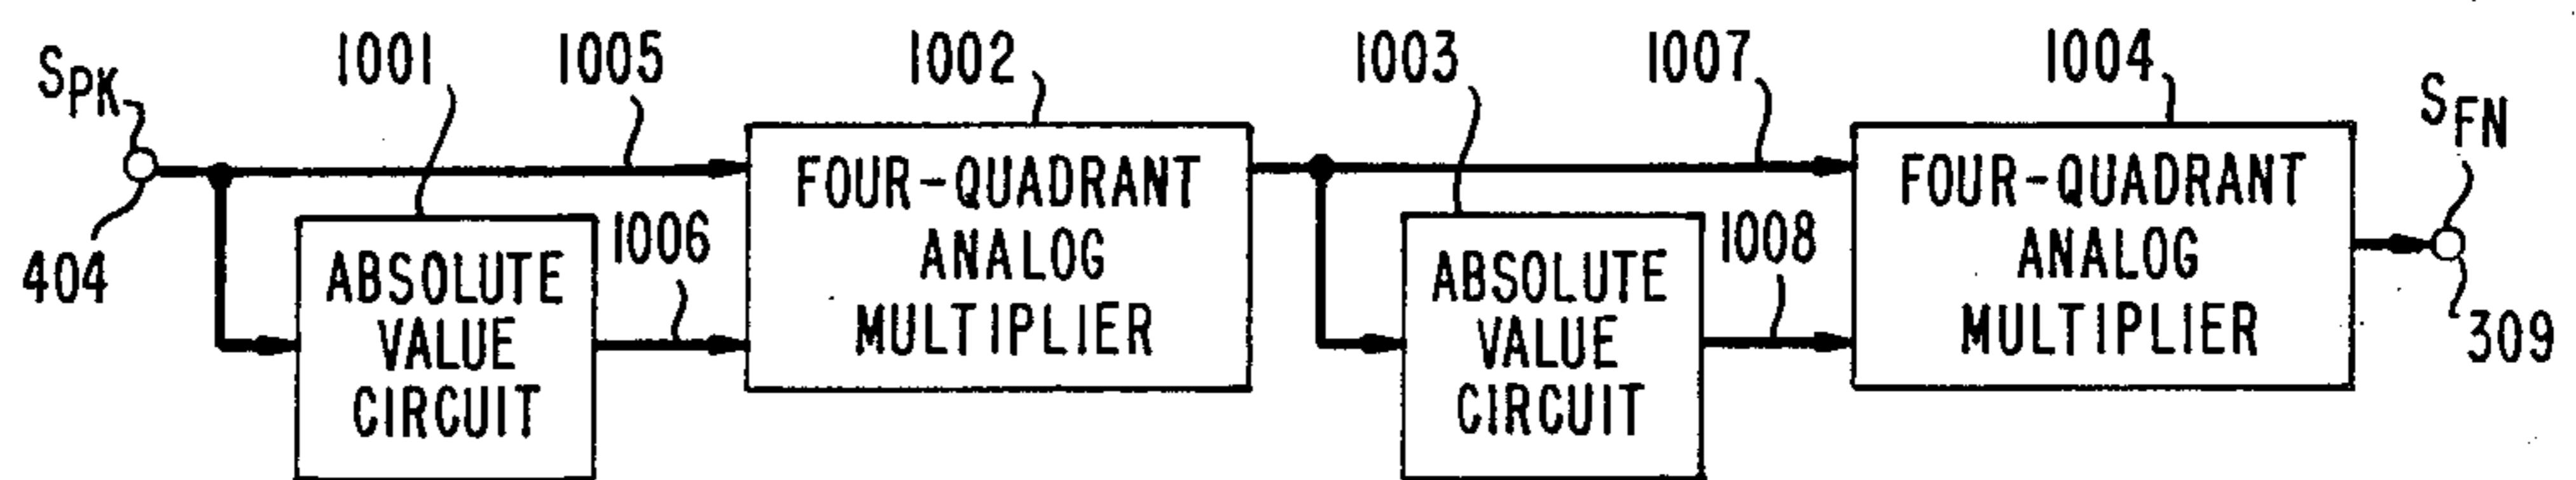 SPK
1001
1005
1002
1003
1007
1004
SFN
404
ABSOLUTE
VALUE
CIRCUIT
1006
FOUR-QUADRANT
ANALOG
MULTIPLIER
ABSOLUTE
VALUE
CIRCUIT
1008
FOUR-QUADRANT
ANALOG
MULTIPLIER
309